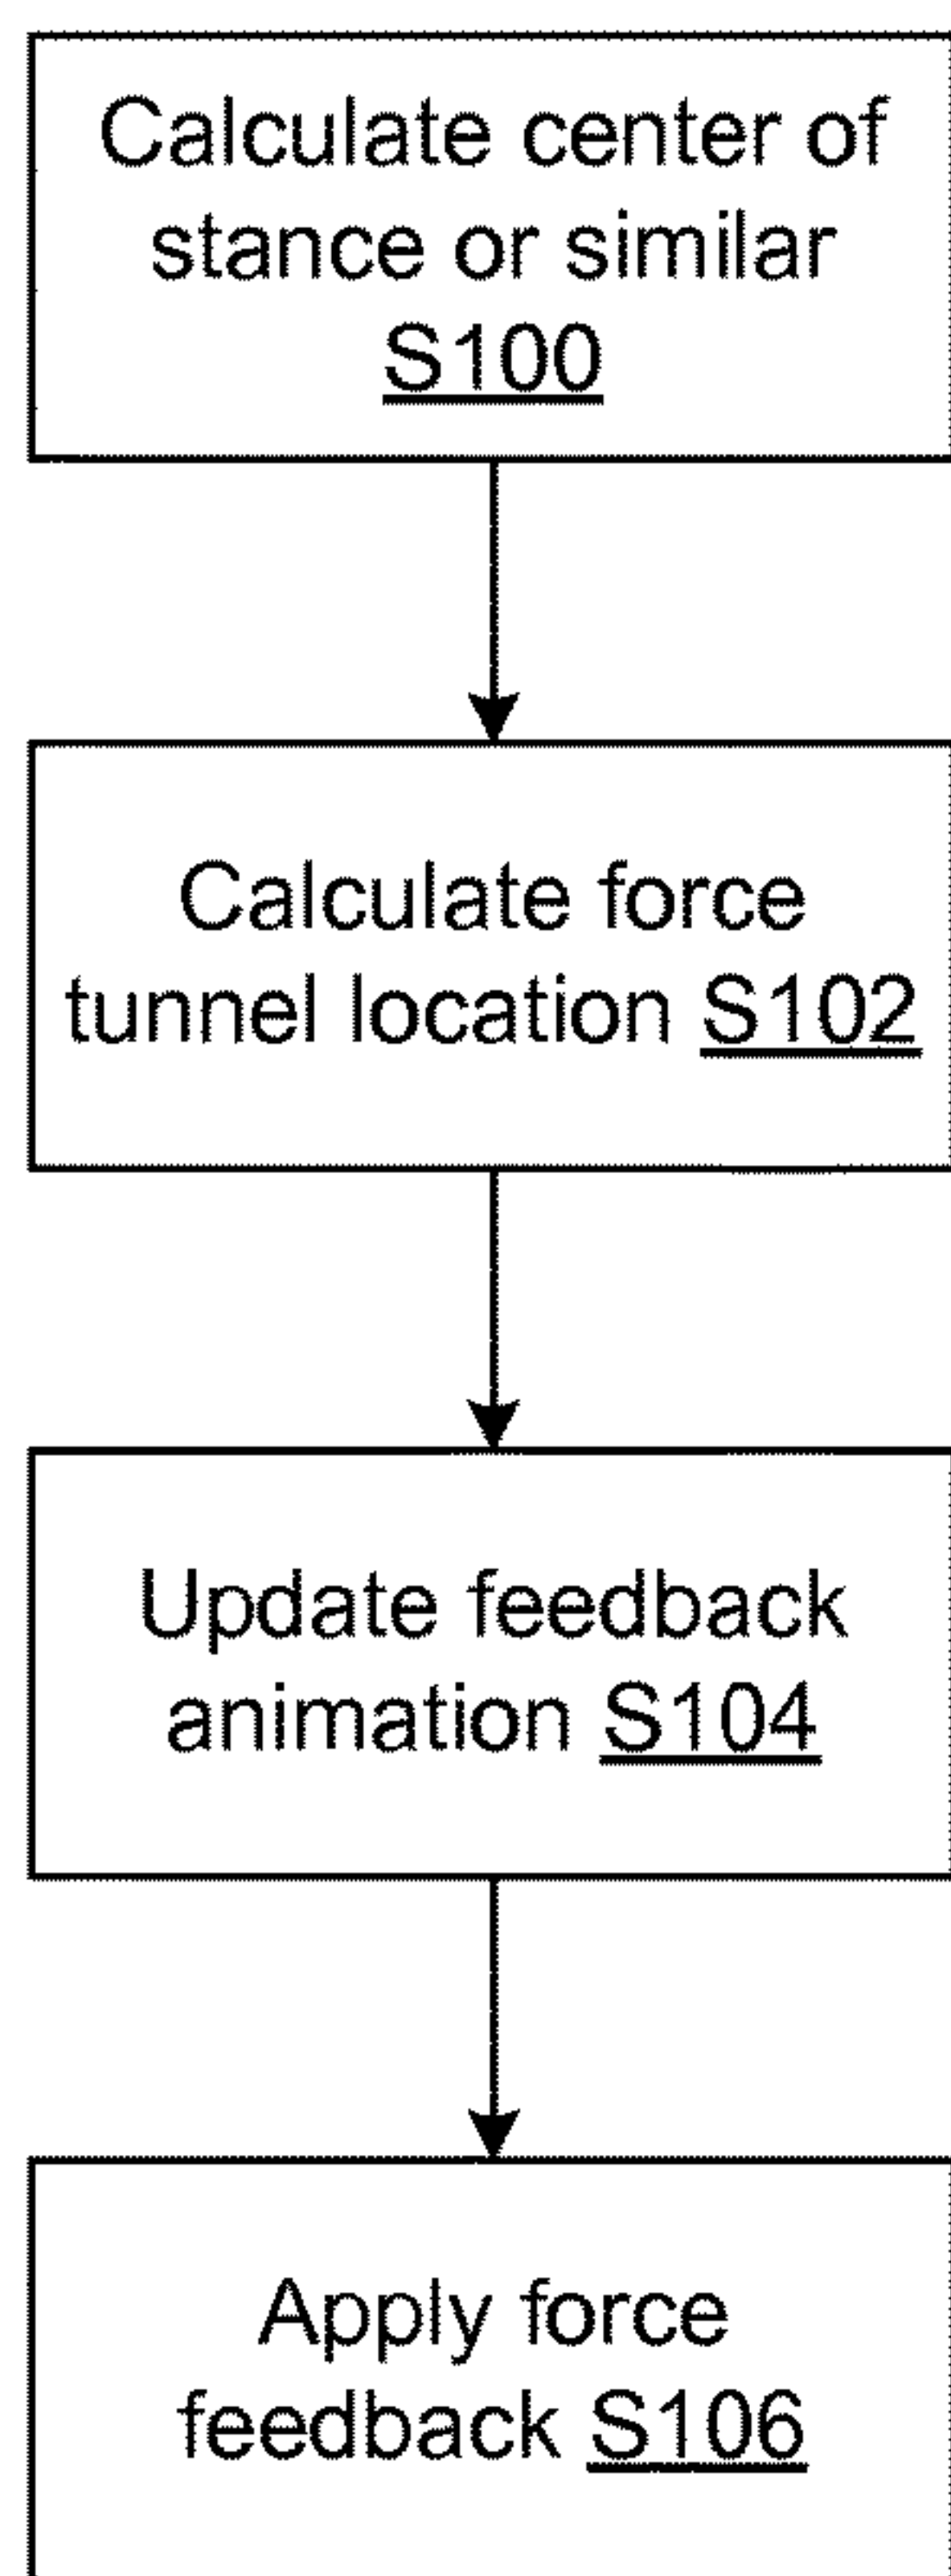 Calculate center of
stance or similar
S100
Calculate force
tunnel location S102
Update feedback
animation S104
Apply force
feedback S106